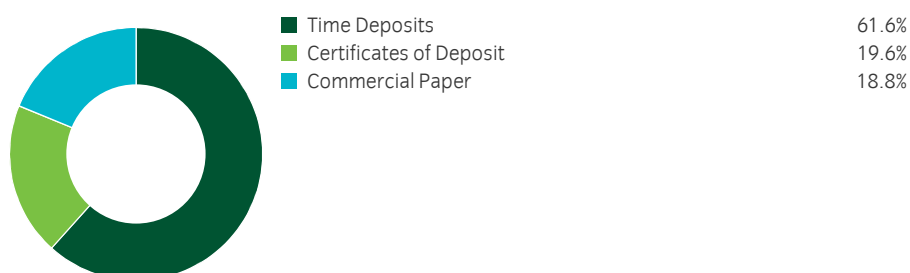 Time Deposits 61.6%
Certificates of Deposit 19.6%
Commercial Paper 18.8%